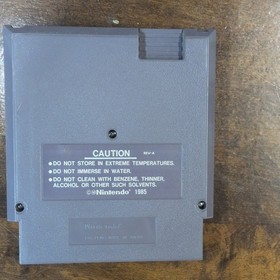 CAUTION REV-A
● DO NOT STORE IN EXTREME TEMPERATURES.
● DO NOT IMMERSE IN WATER.
● DO NOT CLEAN WITH BENZENE, THINNER,
ALCOHOL OR OTHER SUCH SOLVENTS.
©Nintendo® 1985